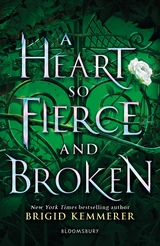 A
HEART
SO
FIERCE
AND
BROKEN
New York Times bestselling author
BRIGID KEMMERER
BLOOMSBURY